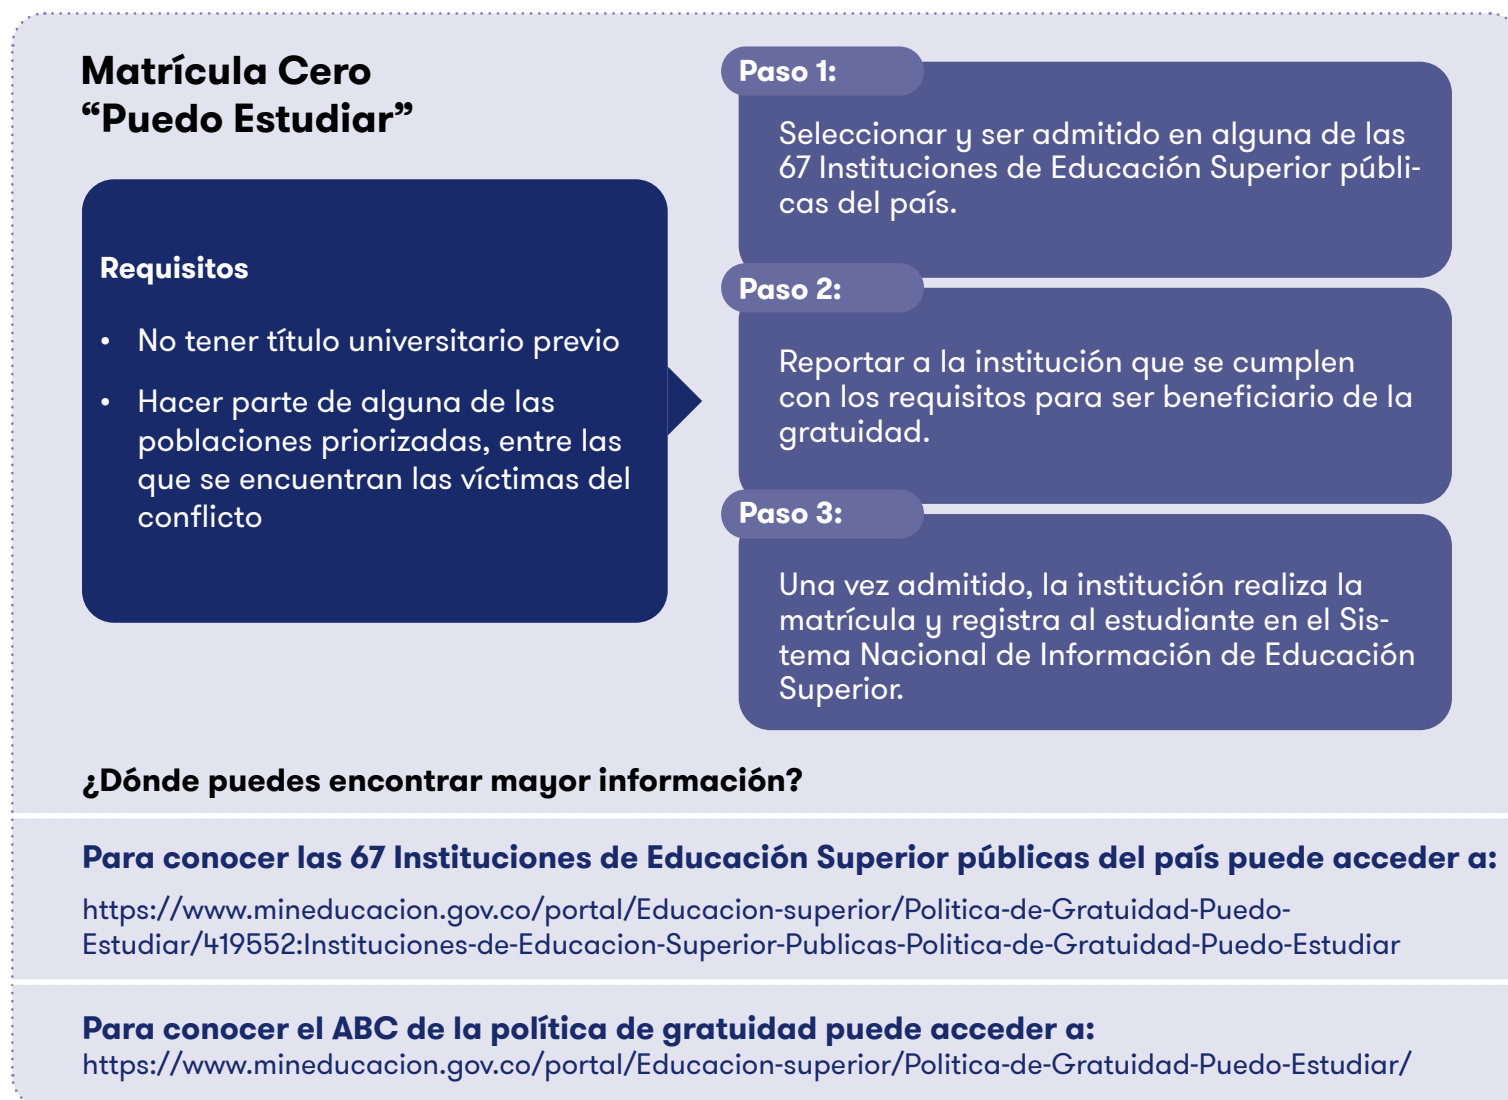 Matrícula Cero
“Puedo Estudiar”
Requisitos
• No tener título universitario previo
• Hacer parte de alguna de las
poblaciones priorizadas, entre las
que se encuentran las víctimas del
conflicto
Paso 1:
Seleccionar y ser admitido en alguna de las
67 Instituciones de Educación Superior públi-
cas del país.
Paso 2:
Reportar a la institución que se cumplen
con los requisitos para ser beneficiario de la
gratuidad.
Paso 3:
Una vez admitido, la institución realiza la
matrícula y registra al estudiante en el Sis-
tema Nacional de Información de Educación
Superior.
¿Dónde puedes encontrar mayor información?
Para conocer las 67 Instituciones de Educación Superior públicas del país puede acceder a:
https://www.mineducacion.gov.co/portal/Educacion-superior/Politica-de-Gratuidad-Puedo-
Estudiar/419552:Instituciones-de-Educacion-Superior-Publicas-Politica-de-Gratuidad-Puedo-Estudiar
Para conocer el ABC de la política de gratuidad puede acceder a:
https://www.mineducacion.gov.co/portal/Educacion-superior/Politica-de-Gratuidad-Puedo-Estudiar/